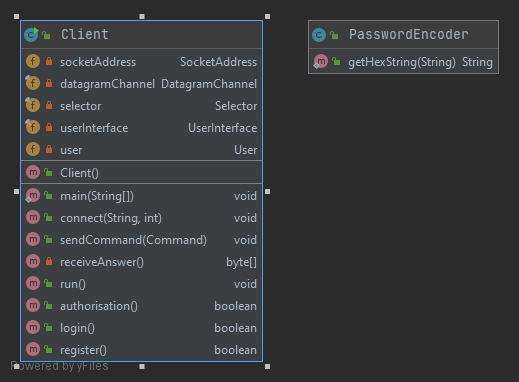 Client
socketAddress SocketAddress
datagramChannel DatagramChannel
selector Selector
userInterface UserInterface
user User
Client()
main(String[]) void
connect(String, int) void
sendCommand(Command) void
receiveAnswer() byte[]
run() void
authorisation() boolean
login() boolean
register() boolean
Powered by yFiles
PasswordEncoder
getHexString(String) String